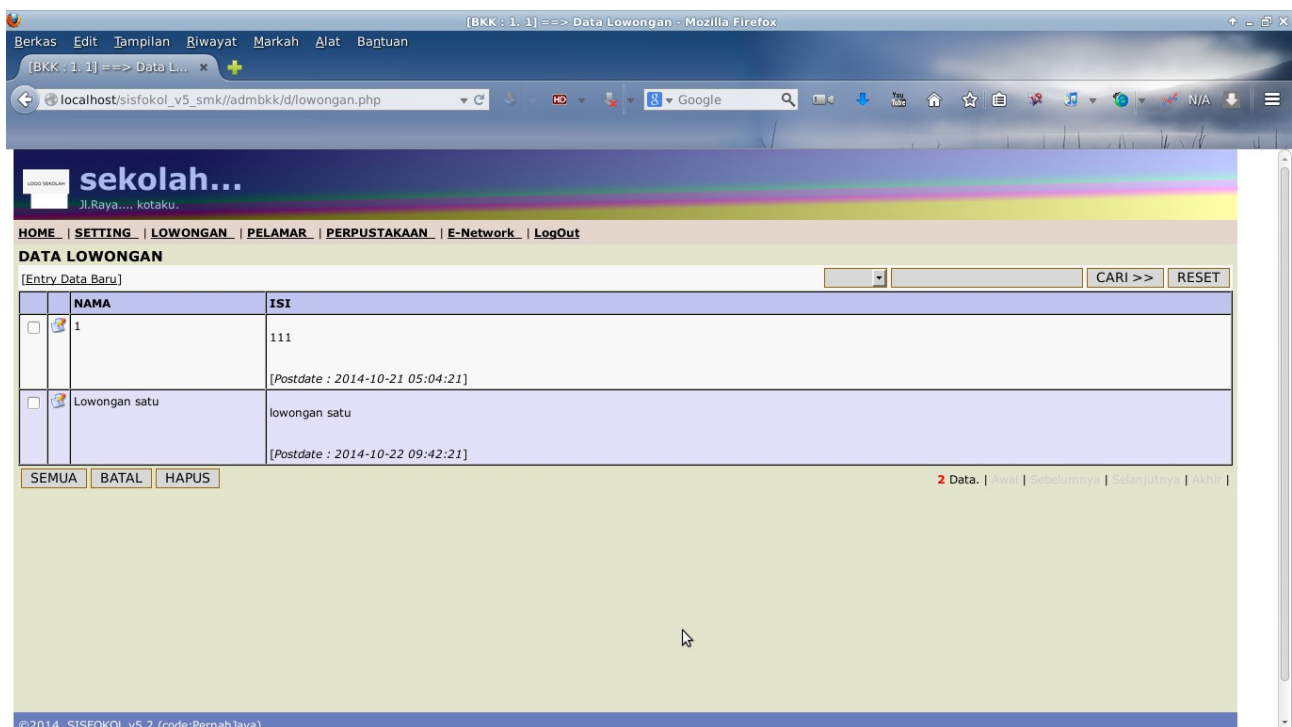 [BKK : 1. 1] ==> Data Lowongan - Mozilla Firefox
Berkas Edit Tampilan Riwayat Markah Alat Bantuan
[BKK : 1. 1] ==> Data L...
localhost/sisfokol_v5_smk//admbkk/d/lowongan.php HD 8 Google You Tube N/A
LOGO SEKOLAH
sekolah...
Jl.Raya.... kotaku.
HOME | SETTING | LOWONGAN | PELAMAR | PERPUSTAKAAN | E-Network | LogOut
DATA LOWONGAN
[Entry Data Baru] CARI >> RESET
NAMA ISI
1
111
[Postdate : 2014-10-21 05:04:21]
Lowongan satu
lowongan satu
[Postdate : 2014-10-22 09:42:21]
SEMUA BATAL HAPUS 2 Data. | Awal | Sebelumnya | Selanjutnya | Akhir |
©2014. SISFOKOL v5.2 (code:PernahJaya)